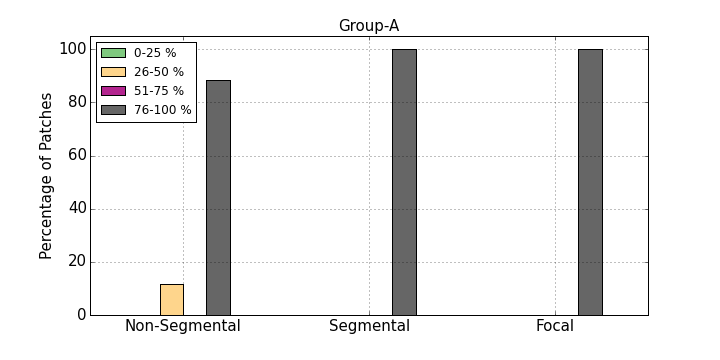 Group-A
100
80
60
40
20
0
Percentage of Patches
0-25 %
26-50 %
51-75 %
76-100 %
Non-Segmental
Segmental
Focal